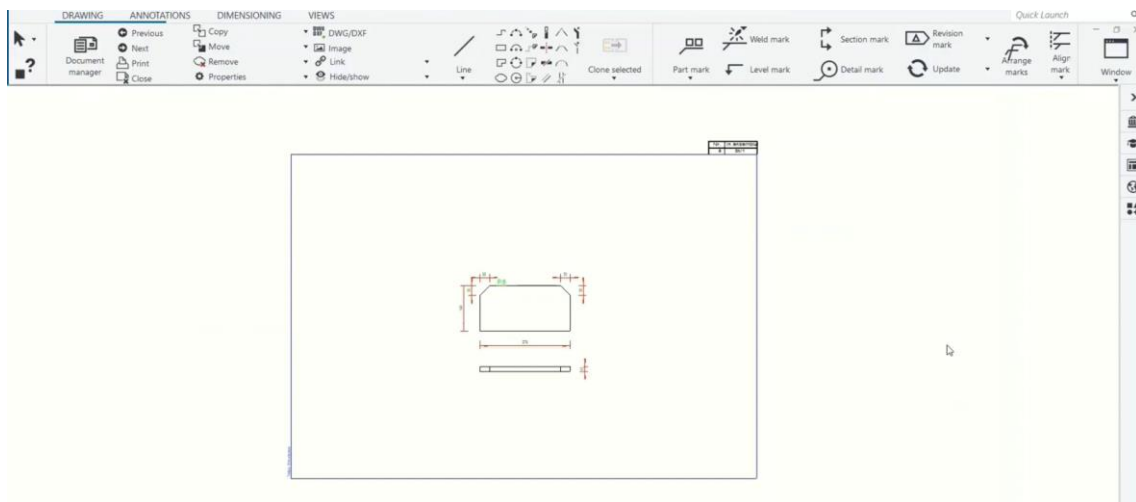 DRAWING ANNOTATIONS DIMENSIONING VIEWS Quick Launch
Document manager
Previous
Next
Print
Close
Copy
Move
Remove
Properties
DWG/DXF
Image
Link
Hide/show
Line
Clone selected
Part mark
Weld mark
Level mark
Section mark
Detail mark
Revision mark
Update
Arrange marks
Align mark
Window